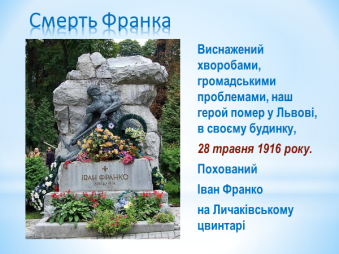 Смерть Франка
Виснажений
хворобами,
громадськими
проблемами, наш
герой помер у Львові,
в своєму будинку,
28 травня 1916 року.
Похований
Іван Франко
на Личаківському
цвинтарі
ІВАН ФРАНКО